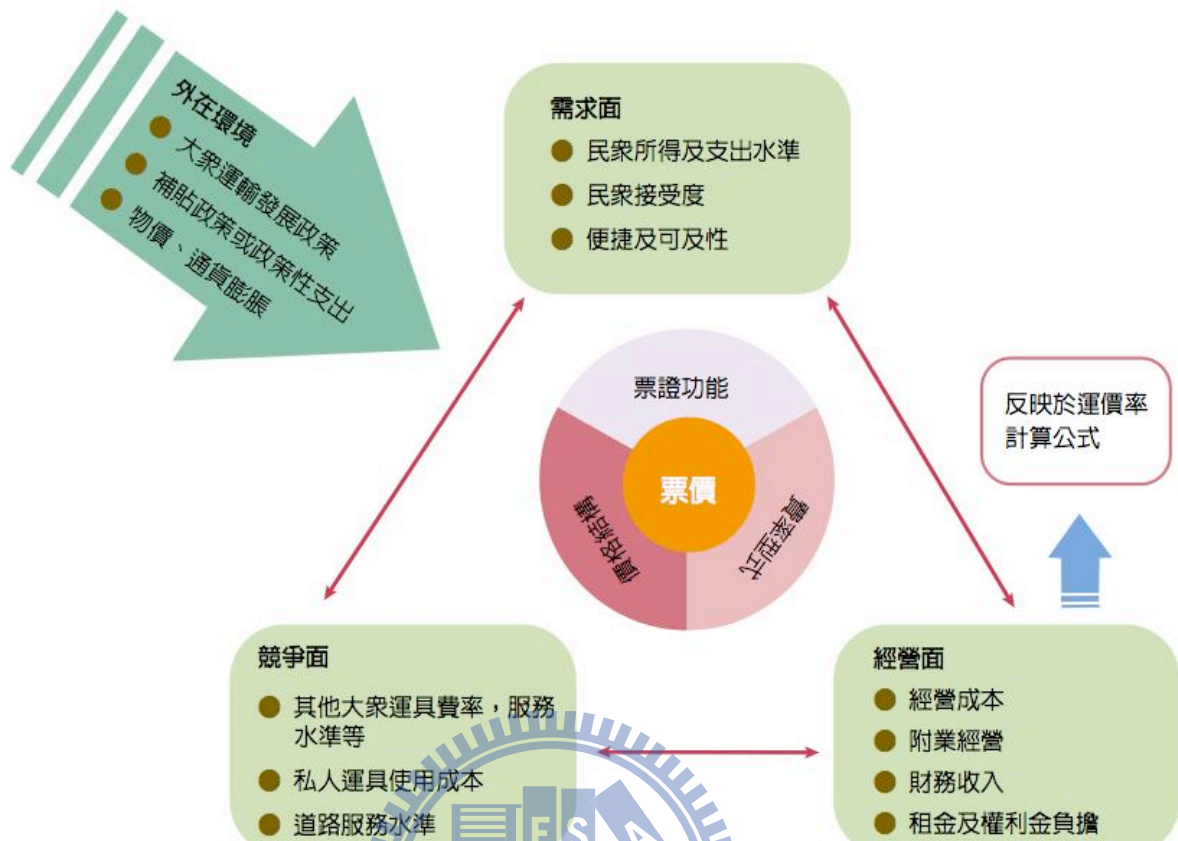 外在環境
大衆運輸發展政策
補貼政策或政策性支出
物價、通貨膨脹
需求面
民衆所得及支出水準
民衆接受度
便捷及可及性
票證功能
票價
價格結構
費率型式
反映於運價率
計算公式
競爭面
其他大衆運具費率，服務
水準等
私人運具使用成本
道路服務水準
經營面
經營成本
附業經營
財務收入
租金及權利金負擔
E S A